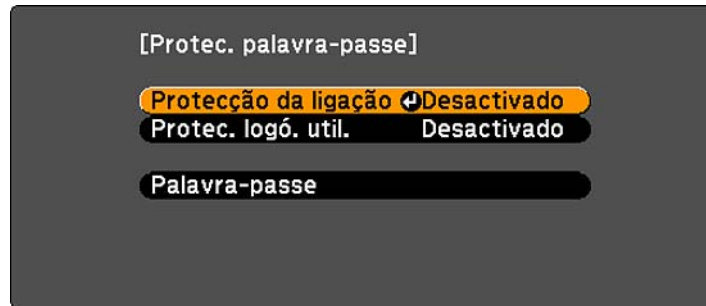 [Protec. palavra-passe]
Protecção da ligação Desactivado
Protec. logó. util. Desactivado
Palavra-passe